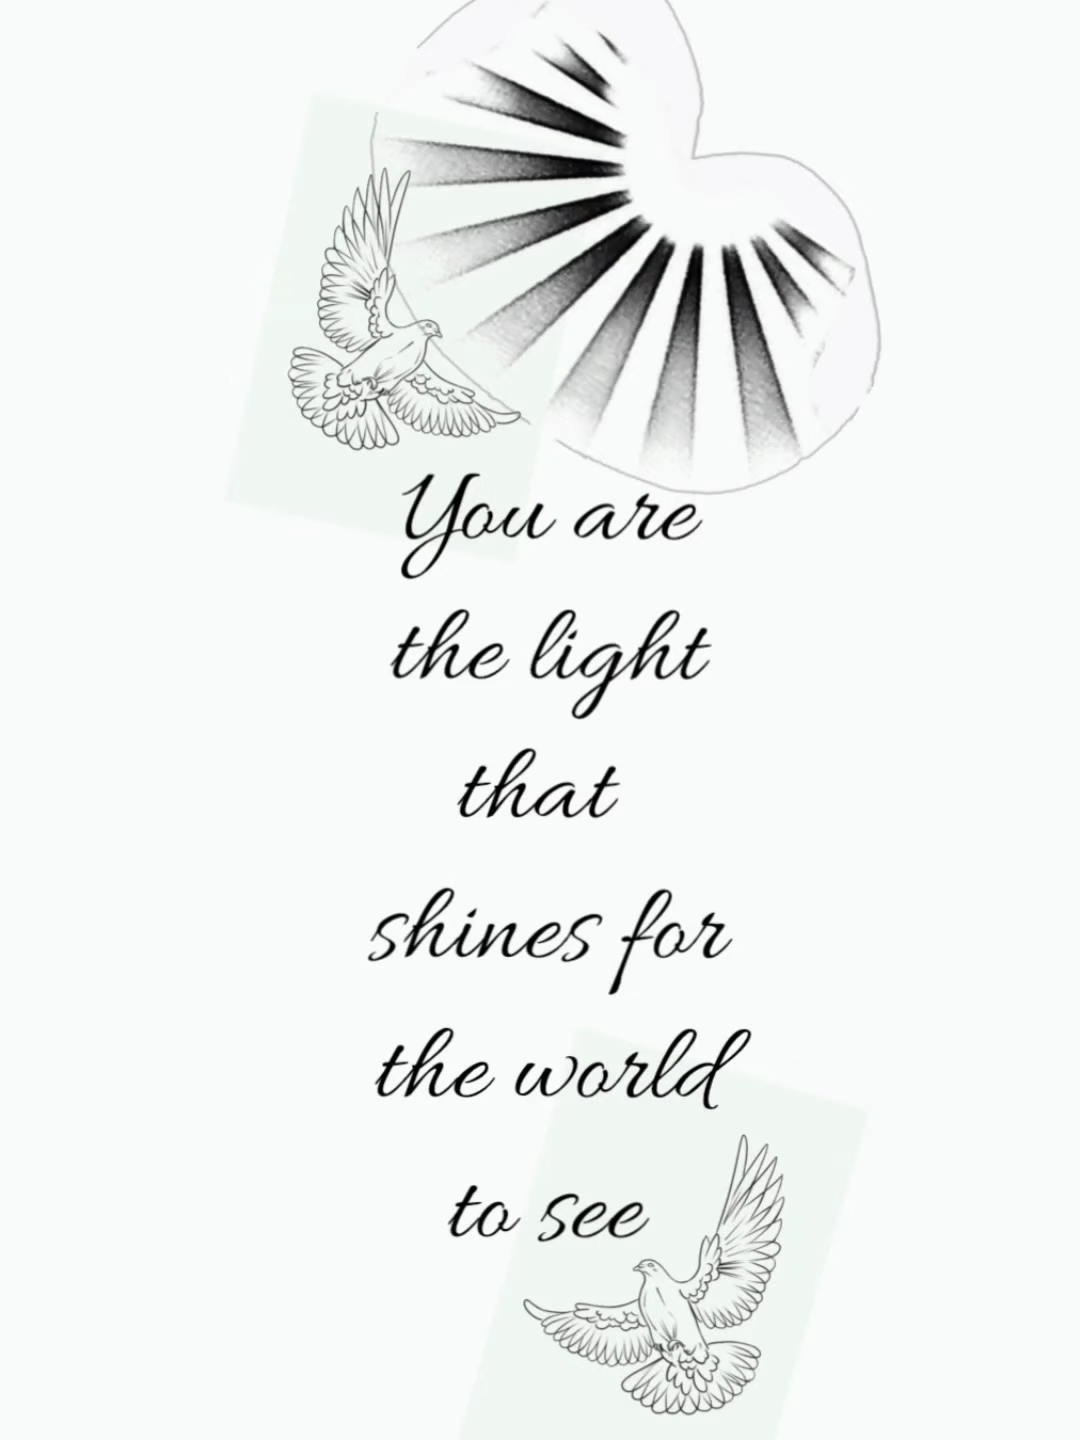 You are
the light
that
shines for
the world
to see